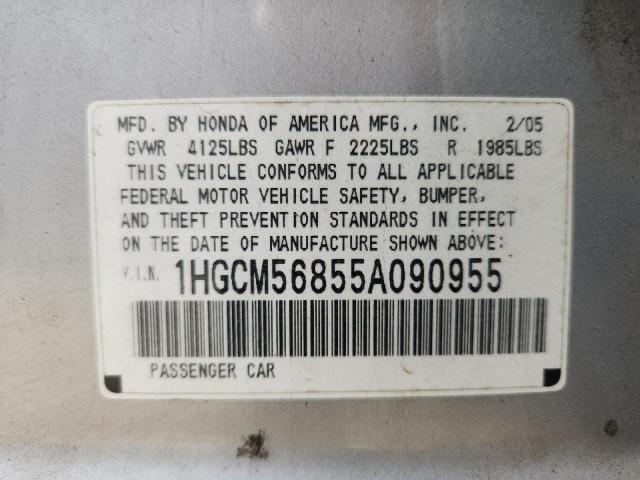 MFD. BY HONDA OF AMERICA MFG., INC. 2/05
GVWR 4125LBS GAWR F 2225LBS R 1985LBS
THIS VEHICLE CONFORMS TO ALL APPLICABLE
FEDERAL MOTOR VEHICLE SAFETY, BUMPER,
AND THEFT PREVENTION STANDARDS IN EFFECT
ON THE DATE OF MANUFACTURE SHOWN ABOVE:
V.I.N. 1HGCM56855A090955
PASSENGER CAR